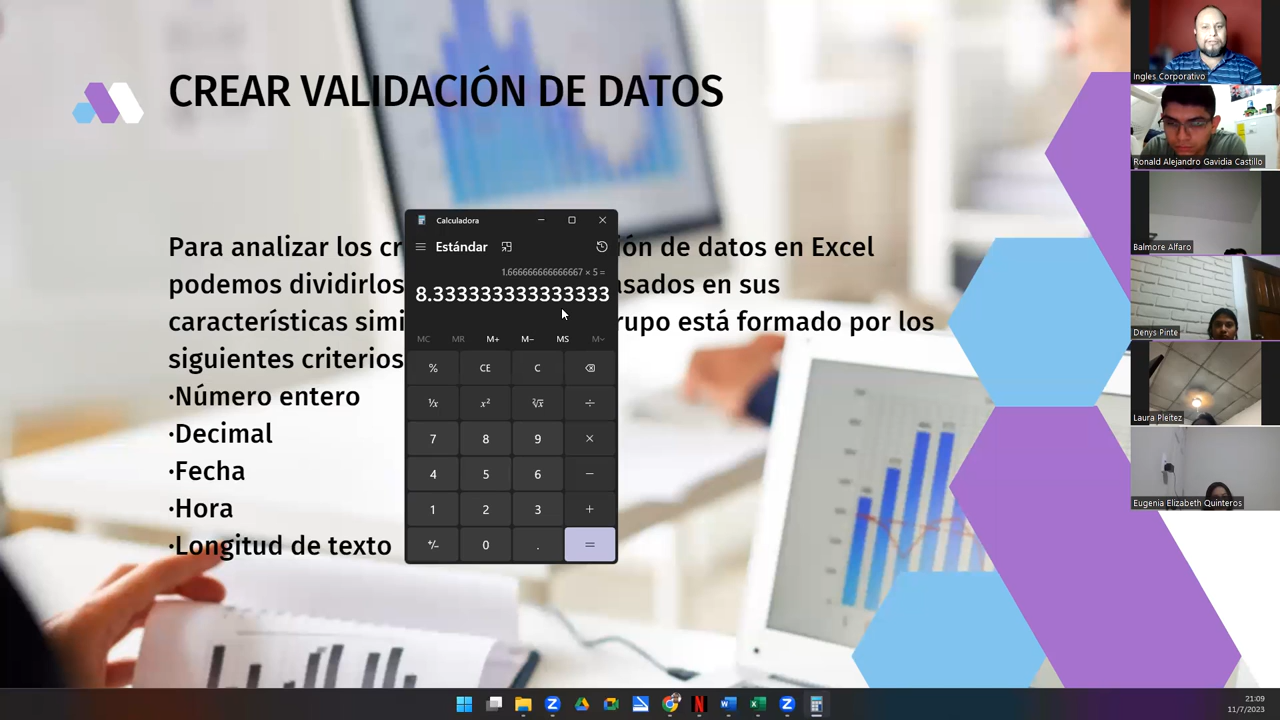 CREAR VALIDACIÓN DE DATOS
Para analizar los cr ión de datos en Excel
podemos dividirlos asados en sus
características simi rupo está formado por los
siguientes criterios
·Número entero
·Decimal
·Fecha
·Hora
·Longitud de texto
Calculadora
Estándar
1.666666666666667 × 5 =
8.333333333333333
MC MR M+ M− MS M˅
% CE C
¹/x x² ²√x ÷
7 8 9 ×
4 5 6 −
1 2 3 +
+/− 0 . =
Ingles Corporativo
Ronald Alejandro Gavidia Castillo
Balmore Alfaro
Denys Pinte
Laura Pleitez
Eugenia Elizabeth Quinteros
21:09
11/7/2023